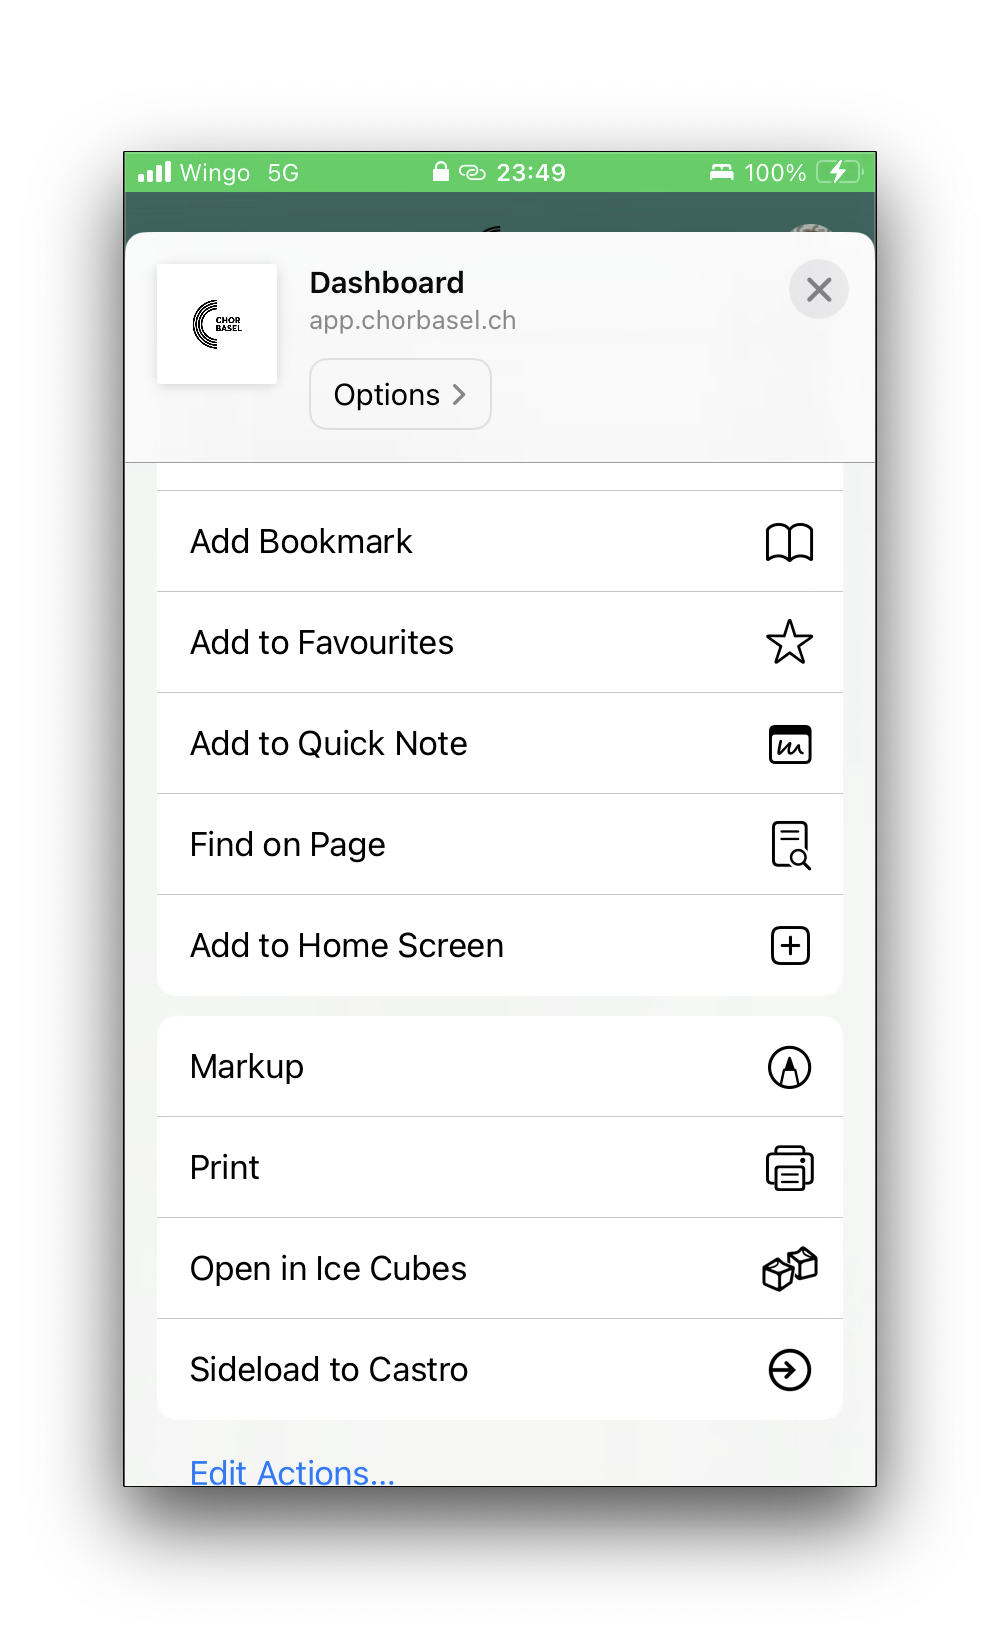 Wingo 5G 23:49 100%
Dashboard
app.chorbasel.ch
CHOR
BASEL
Options
Add Bookmark
Add to Favourites
Add to Quick Note
Find on Page
Add to Home Screen
Markup
Print
Open in Ice Cubes
Sideload to Castro
Edit Actions...